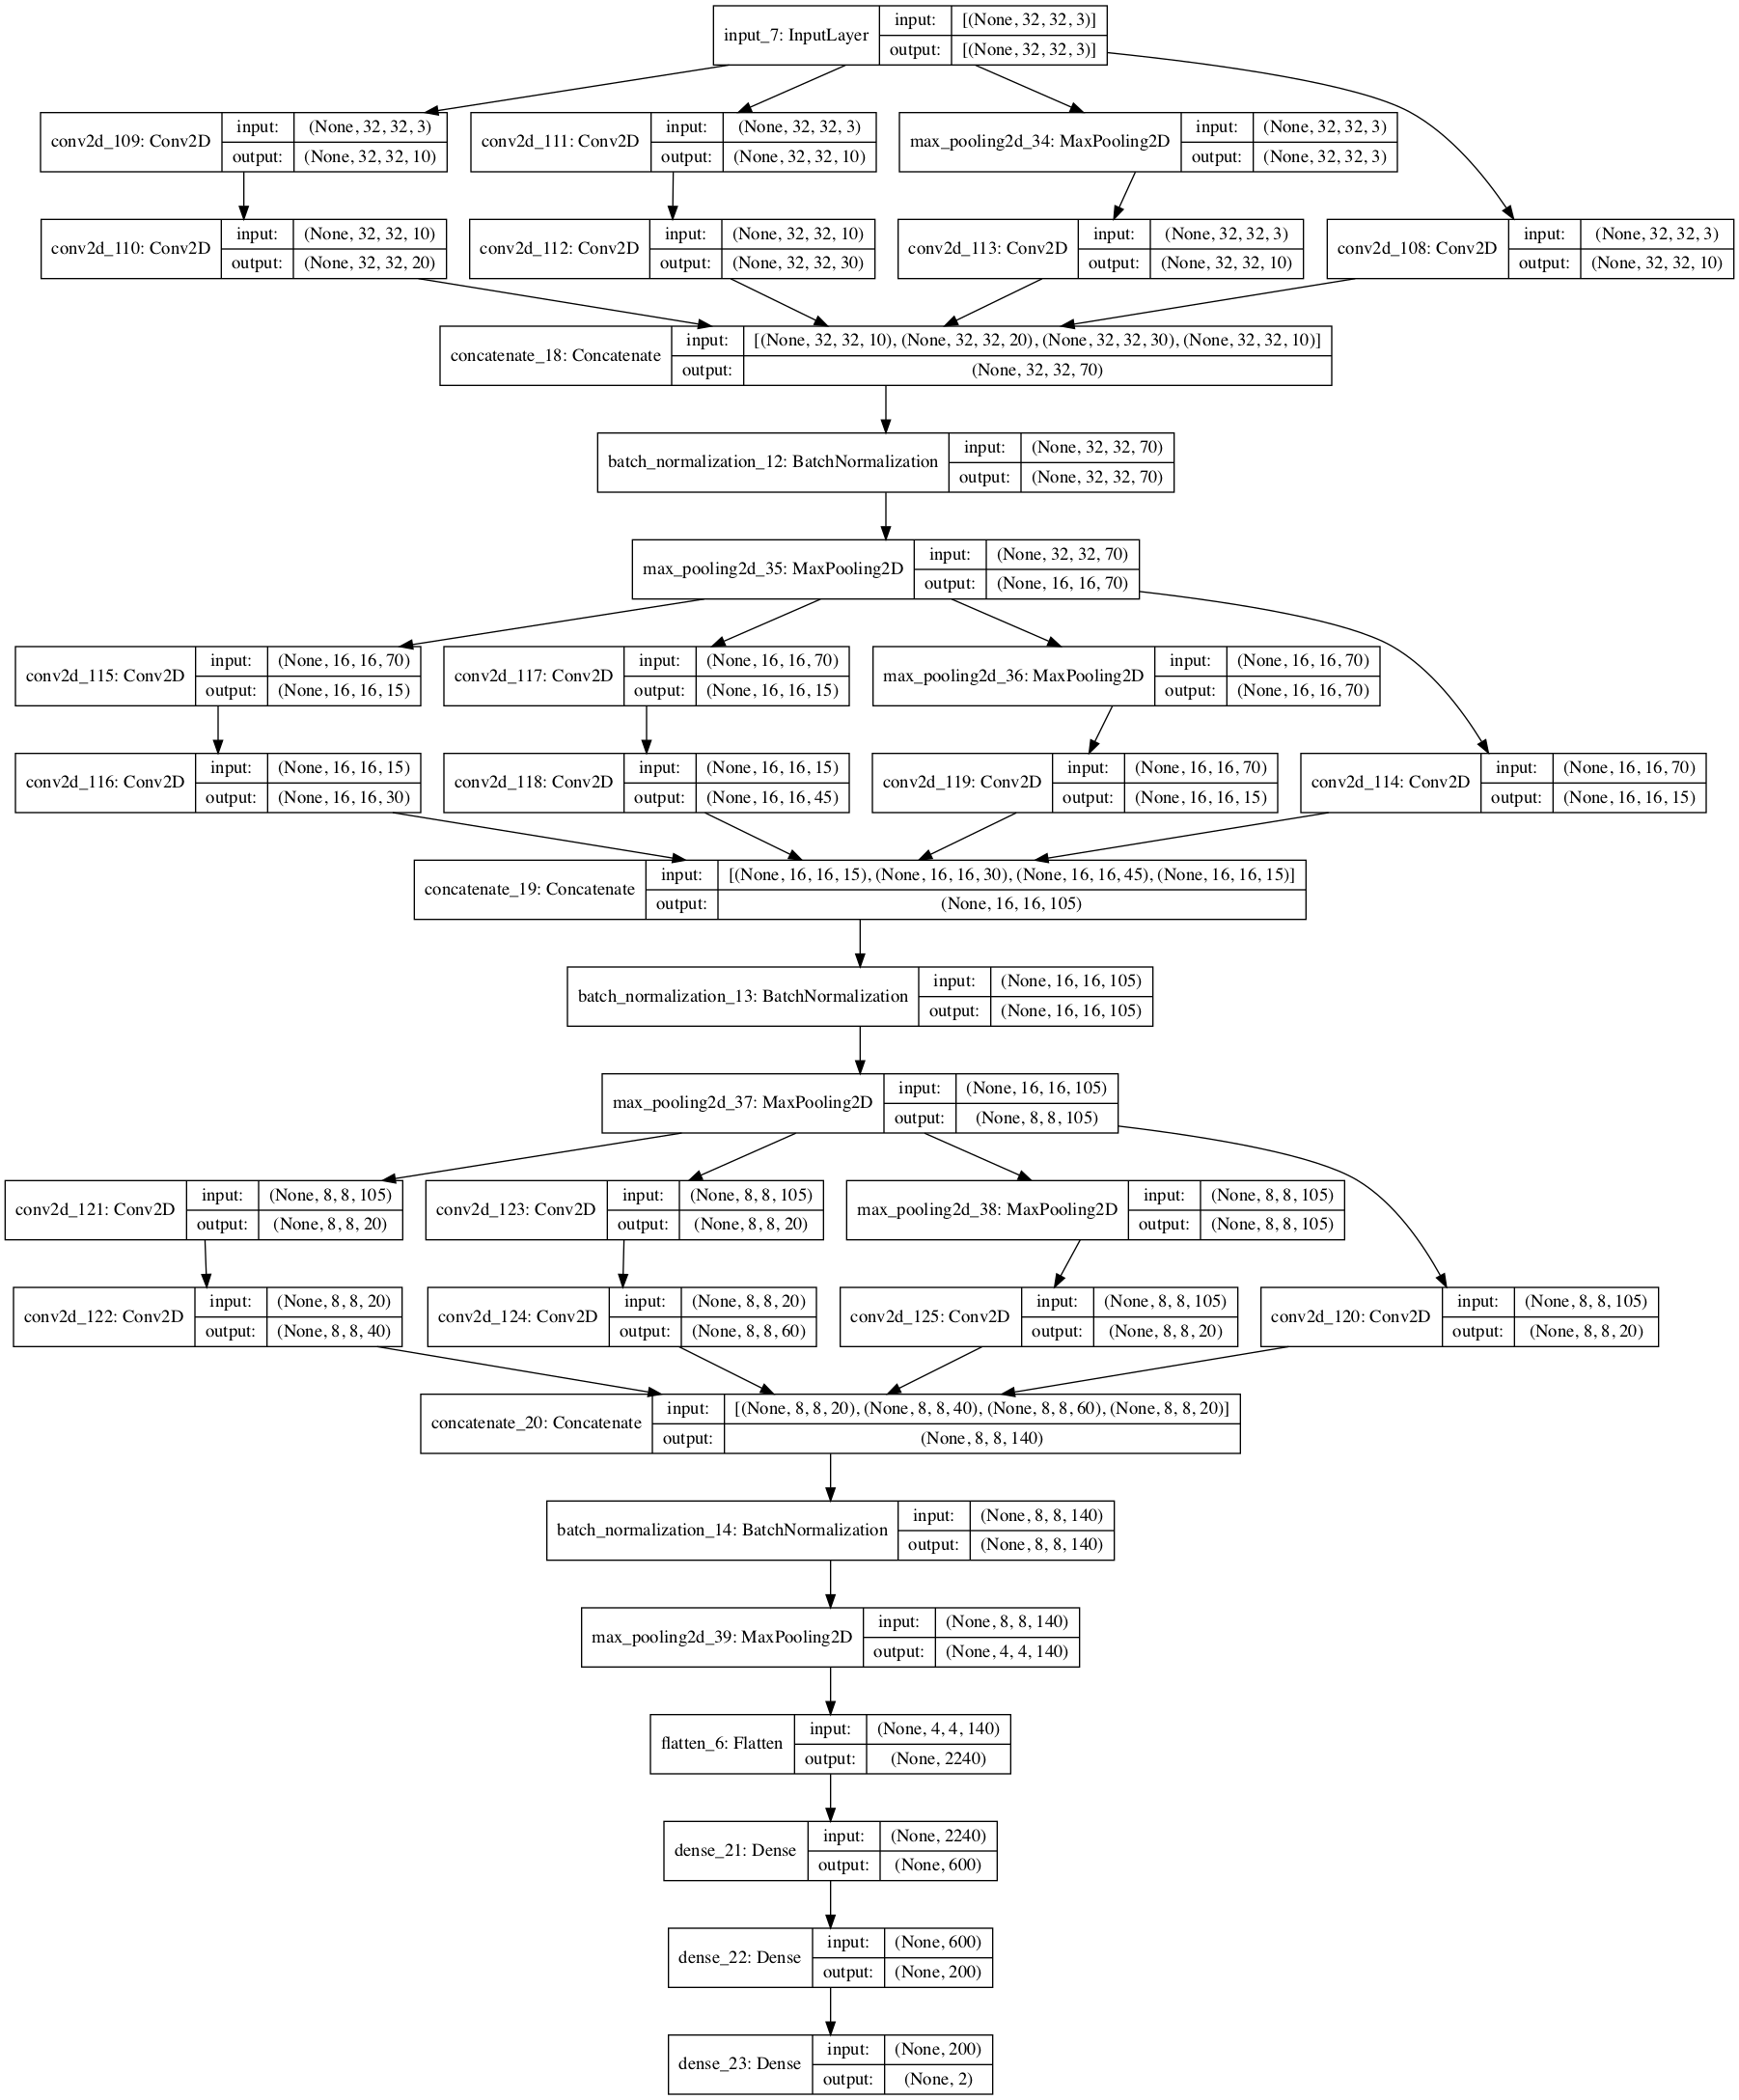 input_7: InputLayer
input: [(None, 32, 32, 3)]
output: [(None, 32, 32, 3)]
conv2d_109: Conv2D
input: (None, 32, 32, 3)
output: (None, 32, 32, 10)
conv2d_111: Conv2D
input: (None, 32, 32, 3)
output: (None, 32, 32, 10)
max_pooling2d_34: MaxPooling2D
input: (None, 32, 32, 3)
output: (None, 32, 32, 3)
conv2d_110: Conv2D
input: (None, 32, 32, 10)
output: (None, 32, 32, 20)
conv2d_112: Conv2D
input: (None, 32, 32, 10)
output: (None, 32, 32, 30)
conv2d_113: Conv2D
input: (None, 32, 32, 3)
output: (None, 32, 32, 10)
conv2d_108: Conv2D
input: (None, 32, 32, 3)
output: (None, 32, 32, 10)
concatenate_18: Concatenate
input: [(None, 32, 32, 10), (None, 32, 32, 20), (None, 32, 32, 30), (None, 32, 32, 10)]
output: (None, 32, 32, 70)
batch_normalization_12: BatchNormalization
input: (None, 32, 32, 70)
output: (None, 32, 32, 70)
max_pooling2d_35: MaxPooling2D
input: (None, 32, 32, 70)
output: (None, 16, 16, 70)
conv2d_115: Conv2D
input: (None, 16, 16, 70)
output: (None, 16, 16, 15)
conv2d_117: Conv2D
input: (None, 16, 16, 70)
output: (None, 16, 16, 15)
max_pooling2d_36: MaxPooling2D
input: (None, 16, 16, 70)
output: (None, 16, 16, 70)
conv2d_116: Conv2D
input: (None, 16, 16, 15)
output: (None, 16, 16, 30)
conv2d_118: Conv2D
input: (None, 16, 16, 15)
output: (None, 16, 16, 45)
conv2d_119: Conv2D
input: (None, 16, 16, 70)
output: (None, 16, 16, 15)
conv2d_114: Conv2D
input: (None, 16, 16, 70)
output: (None, 16, 16, 15)
concatenate_19: Concatenate
input: [(None, 16, 16, 15), (None, 16, 16, 30), (None, 16, 16, 45), (None, 16, 16, 15)]
output: (None, 16, 16, 105)
batch_normalization_13: BatchNormalization
input: (None, 16, 16, 105)
output: (None, 16, 16, 105)
max_pooling2d_37: MaxPooling2D
input: (None, 16, 16, 105)
output: (None, 8, 8, 105)
conv2d_121: Conv2D
input: (None, 8, 8, 105)
output: (None, 8, 8, 20)
conv2d_123: Conv2D
input: (None, 8, 8, 105)
output: (None, 8, 8, 20)
max_pooling2d_38: MaxPooling2D
input: (None, 8, 8, 105)
output: (None, 8, 8, 105)
conv2d_122: Conv2D
input: (None, 8, 8, 20)
output: (None, 8, 8, 40)
conv2d_124: Conv2D
input: (None, 8, 8, 20)
output: (None, 8, 8, 60)
conv2d_125: Conv2D
input: (None, 8, 8, 105)
output: (None, 8, 8, 20)
conv2d_120: Conv2D
input: (None, 8, 8, 105)
output: (None, 8, 8, 20)
concatenate_20: Concatenate
input: [(None, 8, 8, 20), (None, 8, 8, 40), (None, 8, 8, 60), (None, 8, 8, 20)]
output: (None, 8, 8, 140)
batch_normalization_14: BatchNormalization
input: (None, 8, 8, 140)
output: (None, 8, 8, 140)
max_pooling2d_39: MaxPooling2D
input: (None, 8, 8, 140)
output: (None, 4, 4, 140)
flatten_6: Flatten
input: (None, 4, 4, 140)
output: (None, 2240)
dense_21: Dense
input: (None, 2240)
output: (None, 600)
dense_22: Dense
input: (None, 600)
output: (None, 200)
dense_23: Dense
input: (None, 200)
output: (None, 2)